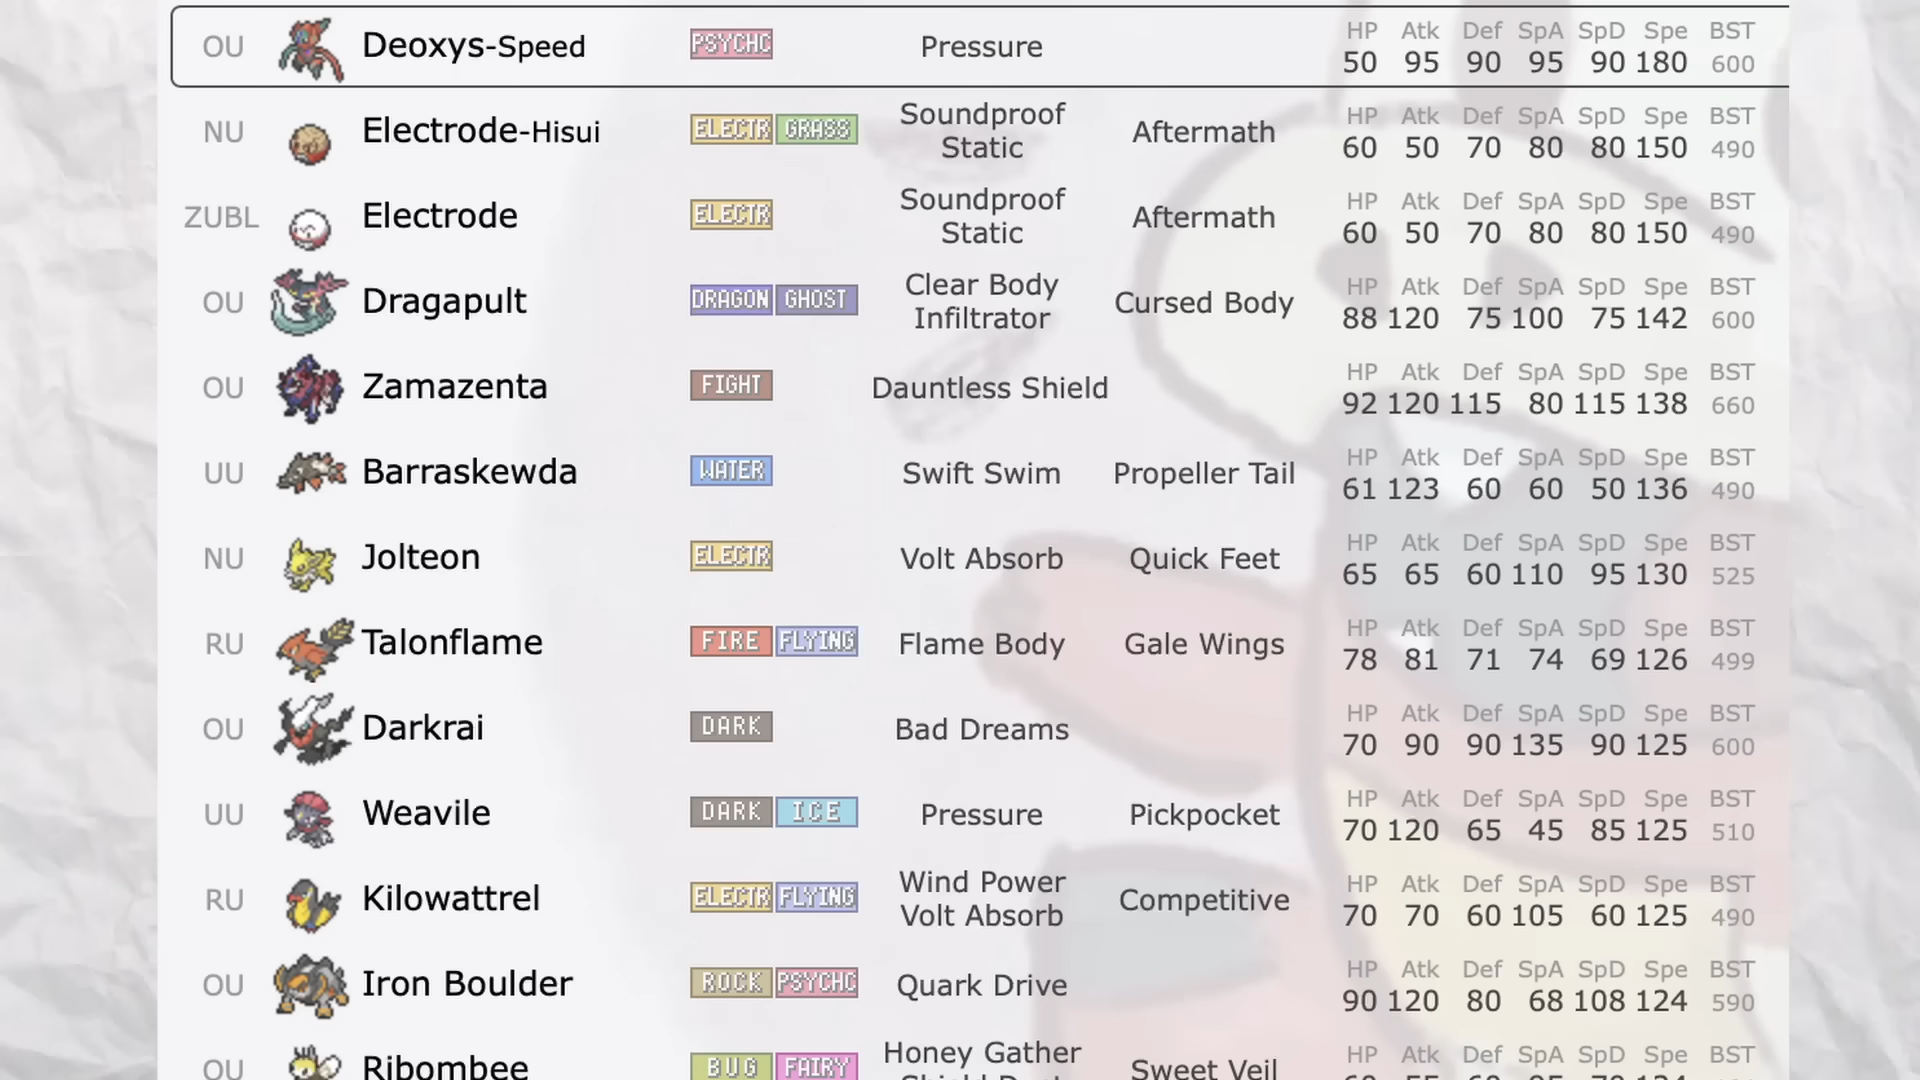 OU Deoxys-Speed PSYCHC Pressure HP 50 Atk 95 Def 90 SpA 95 SpD 90 Spe 180 BST 600
NU Electrode-Hisui ELECTR GRASS Soundproof Static Aftermath HP 60 Atk 50 Def 70 SpA 80 SpD 80 Spe 150 BST 490
ZUBL Electrode ELECTR Soundproof Static Aftermath HP 60 Atk 50 Def 70 SpA 80 SpD 80 Spe 150 BST 490
OU Dragapult DRAGON GHOST Clear Body Infiltrator Cursed Body HP 88 Atk 120 Def 75 SpA 100 SpD 75 Spe 142 BST 600
OU Zamazenta FIGHT Dauntless Shield HP 92 Atk 120 Def 115 SpA 80 SpD 115 Spe 138 BST 660
UU Barraskewda WATER Swift Swim Propeller Tail HP 61 Atk 123 Def 60 SpA 60 SpD 50 Spe 136 BST 490
NU Jolteon ELECTR Volt Absorb Quick Feet HP 65 Atk 65 Def 60 SpA 110 SpD 95 Spe 130 BST 525
RU Talonflame FIRE FLYING Flame Body Gale Wings HP 78 Atk 81 Def 71 SpA 74 SpD 69 Spe 126 BST 499
OU Darkrai DARK Bad Dreams HP 70 Atk 90 Def 90 SpA 135 SpD 90 Spe 125 BST 600
UU Weavile DARK ICE Pressure Pickpocket HP 70 Atk 120 Def 65 SpA 45 SpD 85 Spe 125 BST 510
RU Kilowattrel ELECTR FLYING Wind Power Volt Absorb Competitive HP 70 Atk 70 Def 60 SpA 105 SpD 60 Spe 125 BST 490
OU Iron Boulder ROCK PSYCHC Quark Drive HP 90 Atk 120 Def 80 SpA 68 SpD 108 Spe 124 BST 590
OU Ribombee BUG FAIRY Honey Gather Sweet Veil HP Atk Def SpA SpD Spe BST